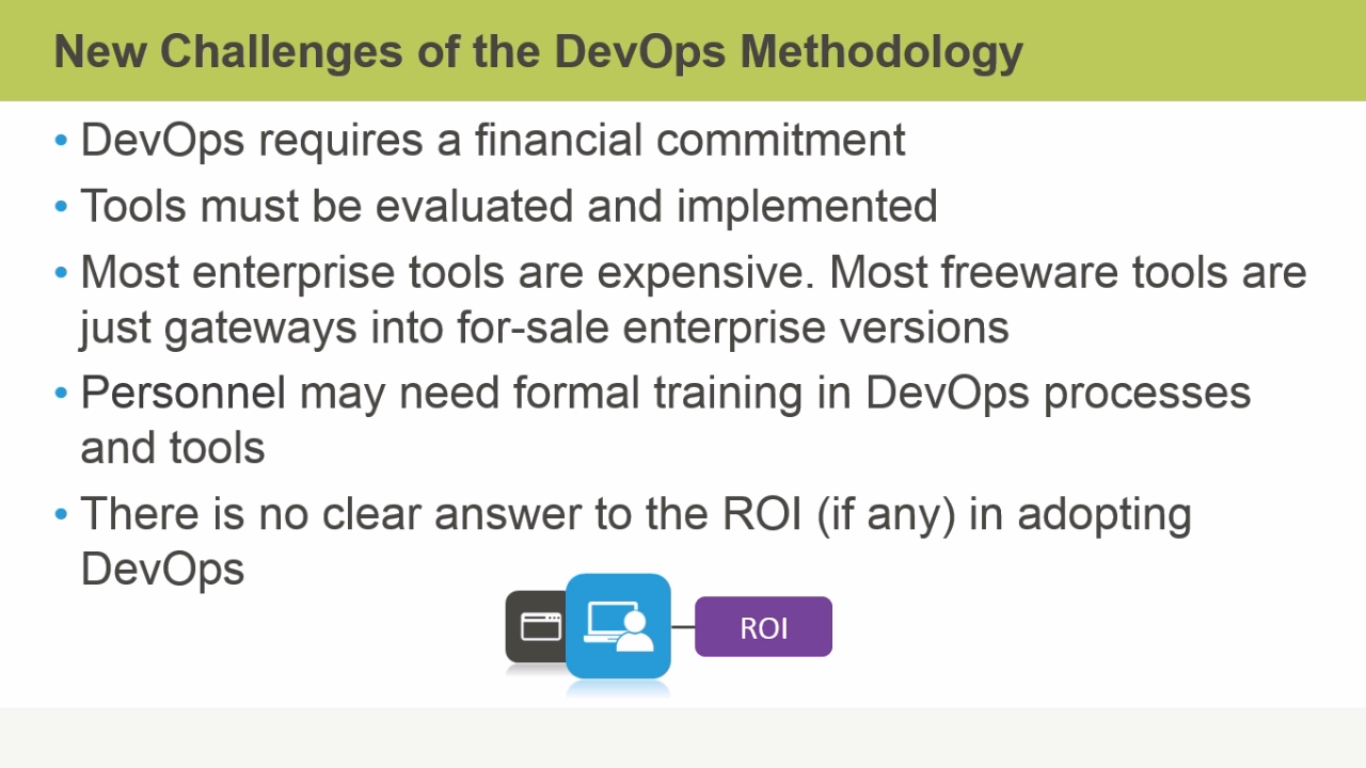 New Challenges of the DevOps Methodology
• DevOps requires a financial commitment
• Tools must be evaluated and implemented
• Most enterprise tools are expensive. Most freeware tools are
just gateways into for-sale enterprise versions
• Personnel may need formal training in DevOps processes
and tools
• There is no clear answer to the ROI (if any) in adopting
DevOps
ROI